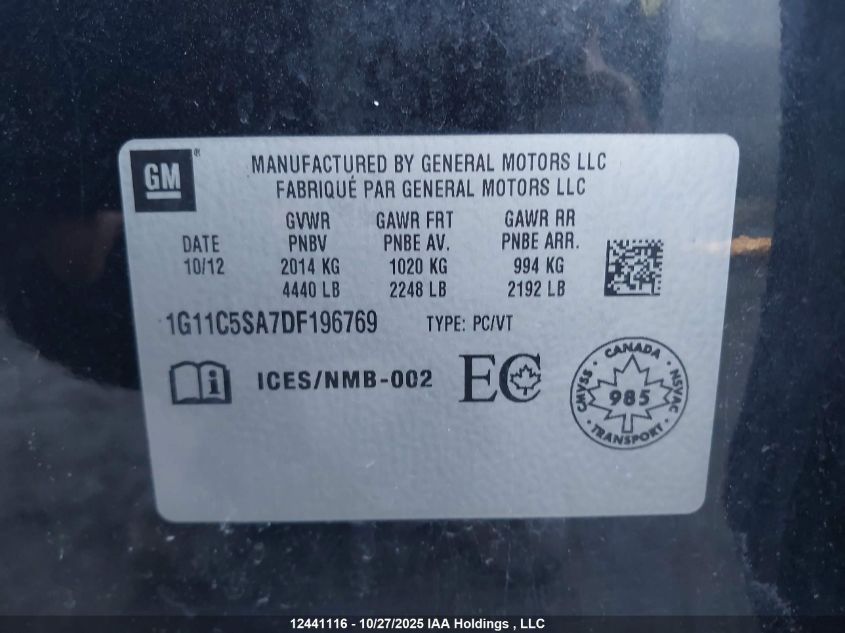 GM®
MANUFACTURED BY GENERAL MOTORS LLC
FABRIQUÉ PAR GENERAL MOTORS LLC
GVWR GAWR FRT GAWR RR
DATE PNBV PNBE AV. PNBE ARR.
10/12 2014 KG 1020 KG 994 KG
4440 LB 2248 LB 2192 LB
1G11C5SA7DF196769 TYPE: PC/VT
i ICES/NMB-002 EC
CANADA
CMVSS 985 NSVAC
TRANSPORT
12441116 - 10/27/2025 IAA Holdings , LLC